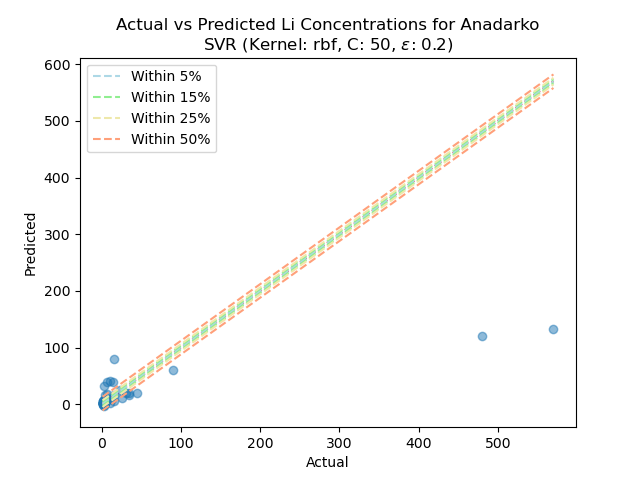 Actual vs Predicted Li Concentrations for Anadarko
SVR (Kernel: rbf, C: 50, ε: 0.2)
Within 5%
Within 15%
Within 25%
Within 50%
Predicted
600
500
400
300
200
100
0
0 100 200 300 400 500
Actual